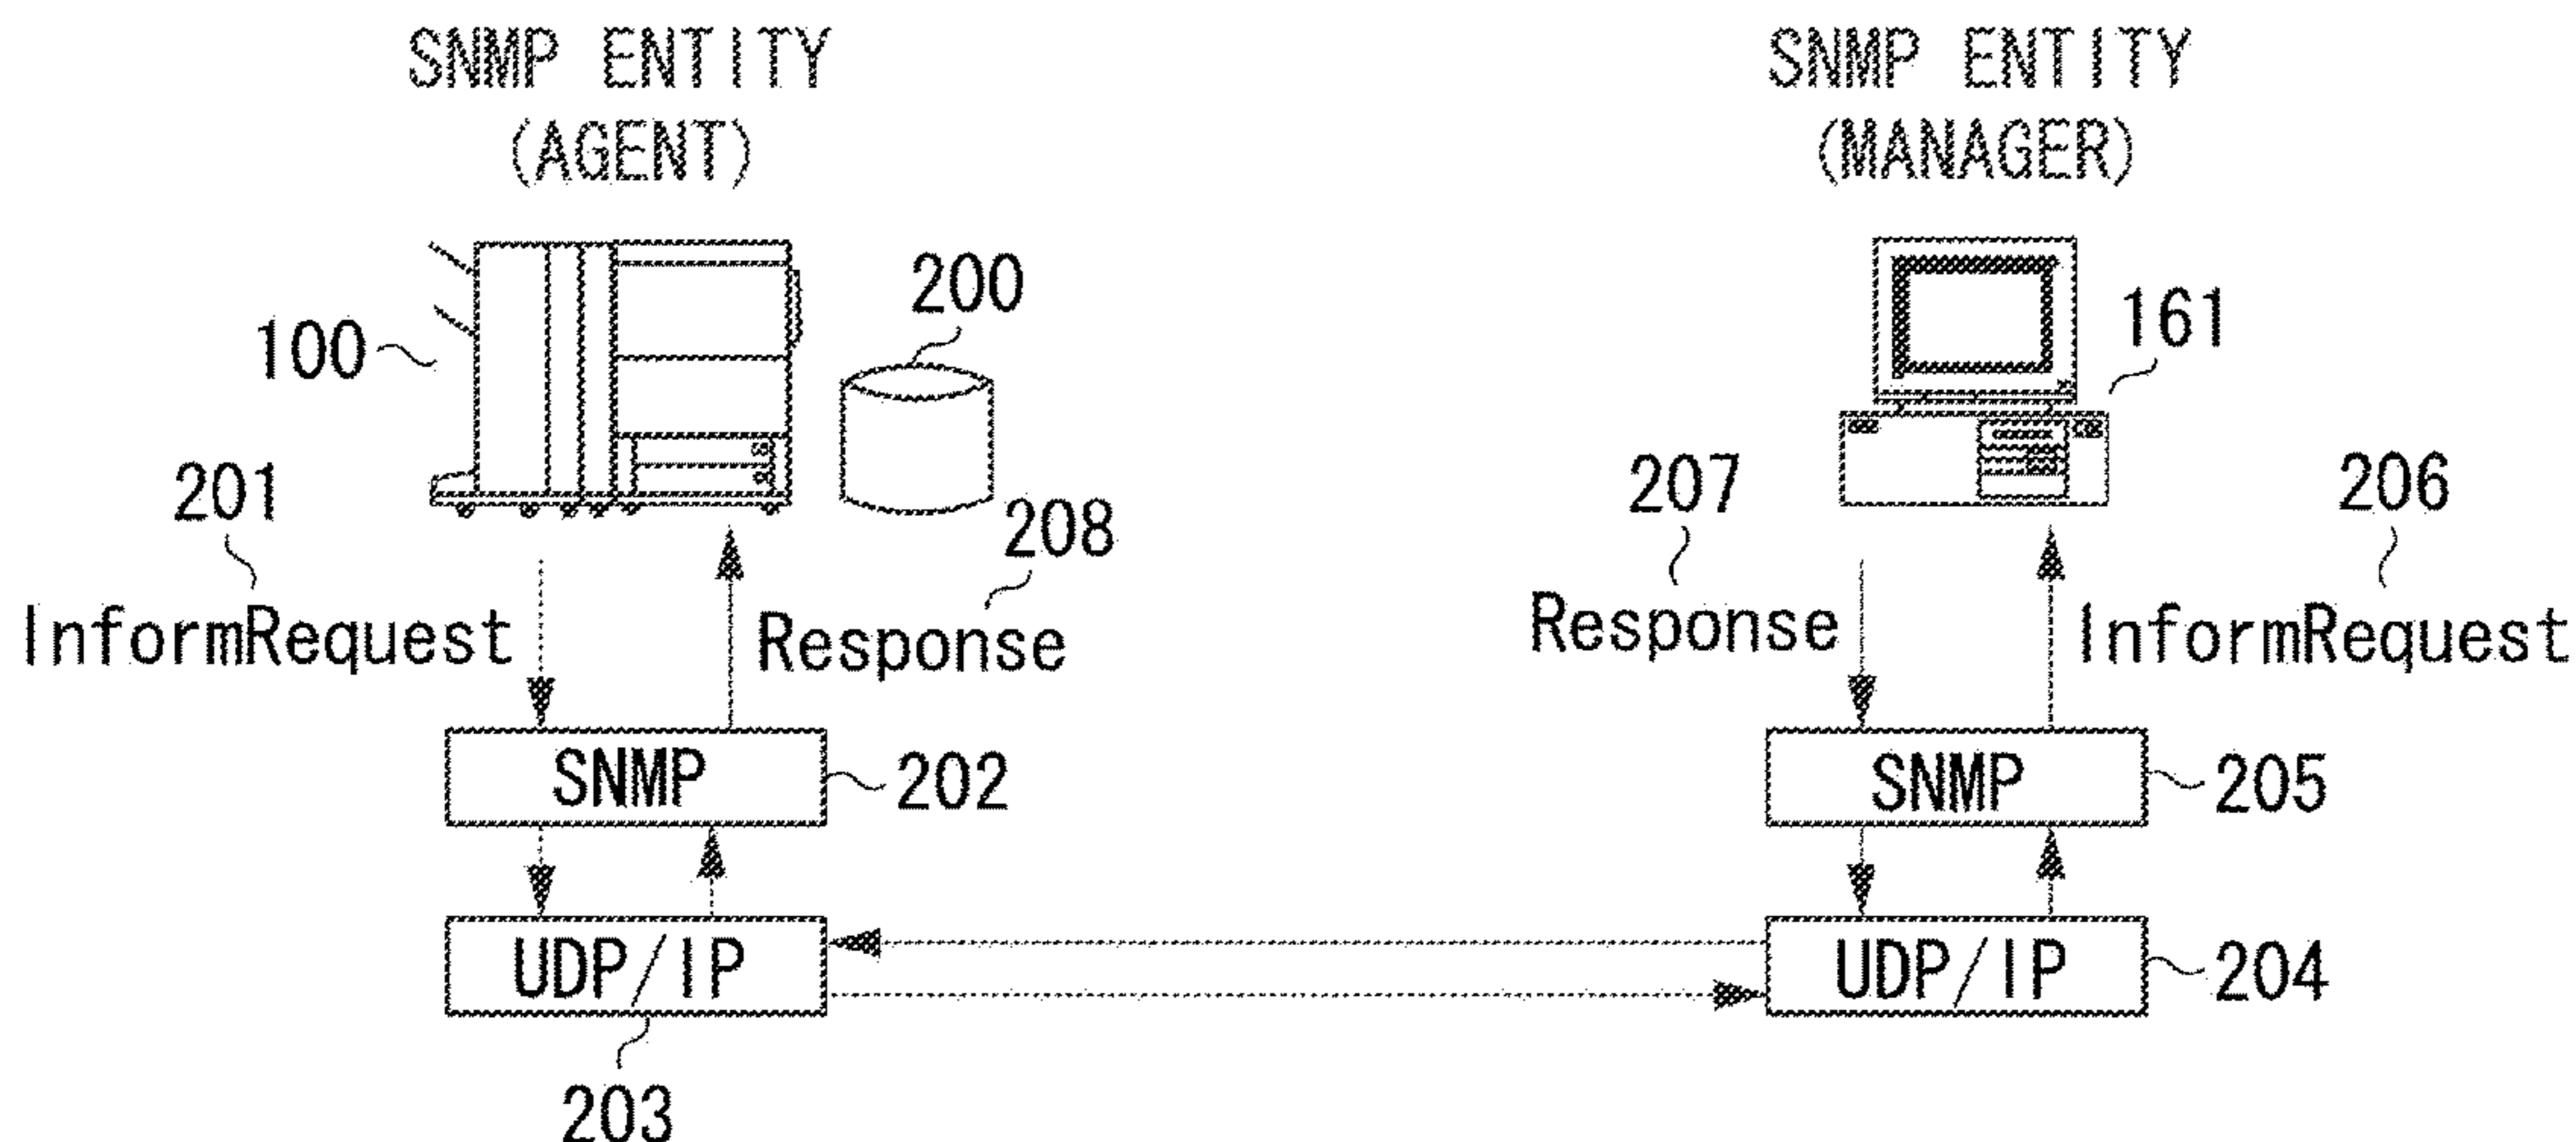 SNMP ENTITY
(AGENT)
SNMP ENTITY
(MANAGER)
100
200
161
201
208
207
206
InformRequest
Response
Response
InformRequest
SNMP
202
SNMP
205
UDP/IP
UDP/IP
204
203